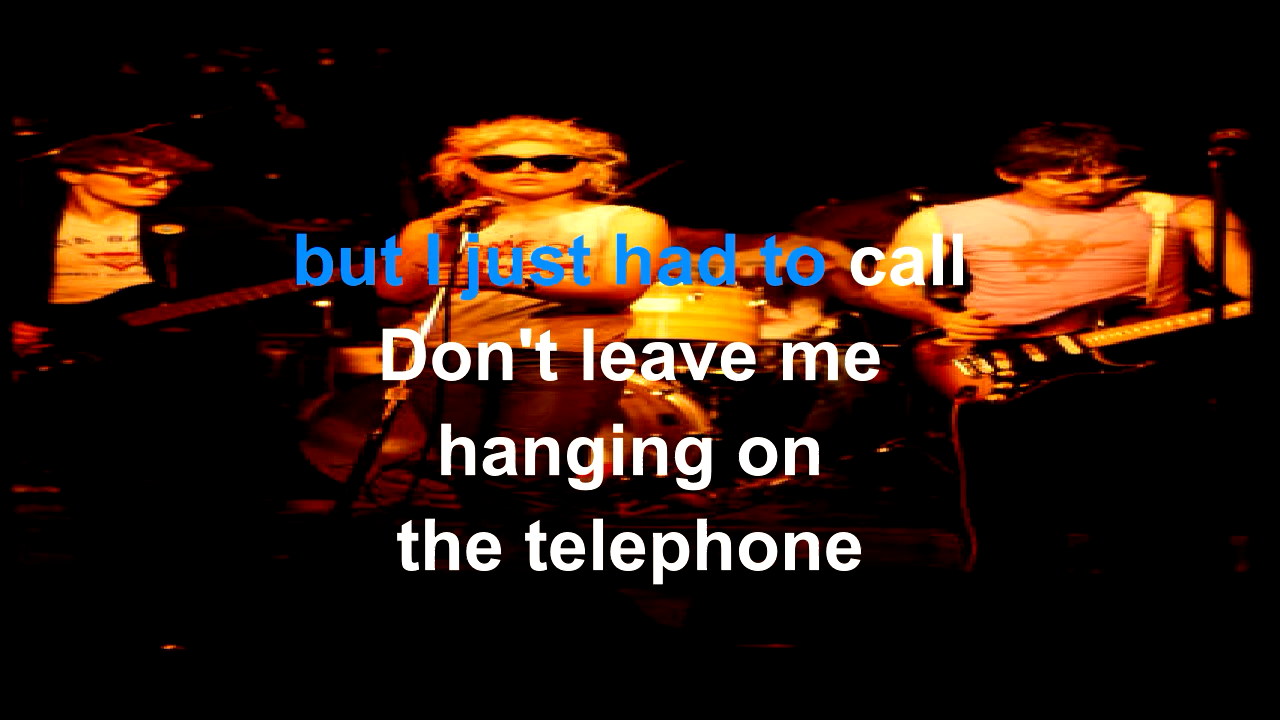 but I just had to call
Don't leave me
hanging on
the telephone